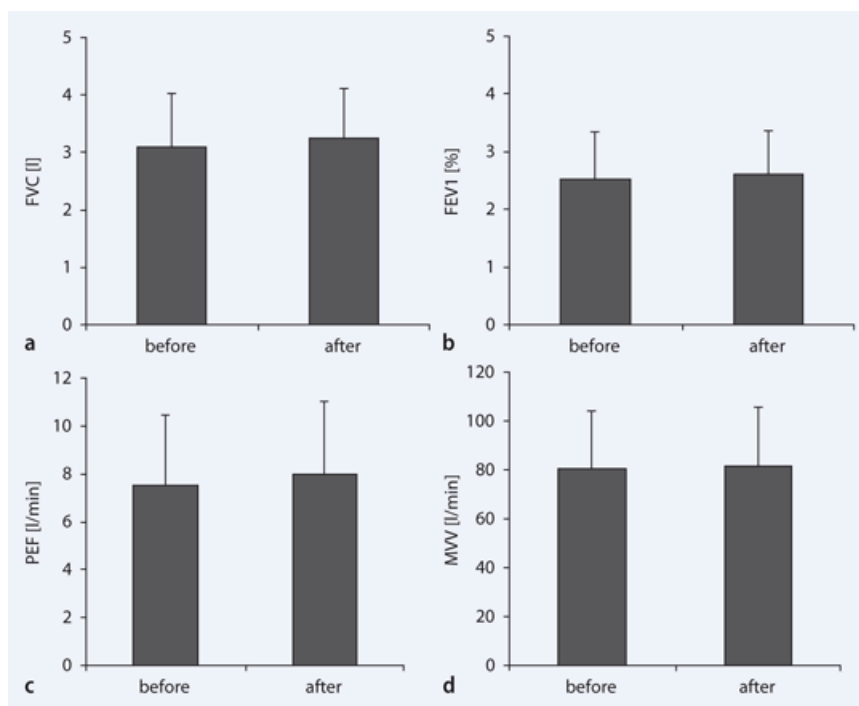 5
4
3
2
1
0
FVC [l]
before
after
a
5
4
3
2
1
0
FEV1 [%]
before
after
b
12
10
8
6
4
2
0
PEF [l/min]
before
after
c
120
100
80
60
40
20
0
MVV [l/min]
before
after
d